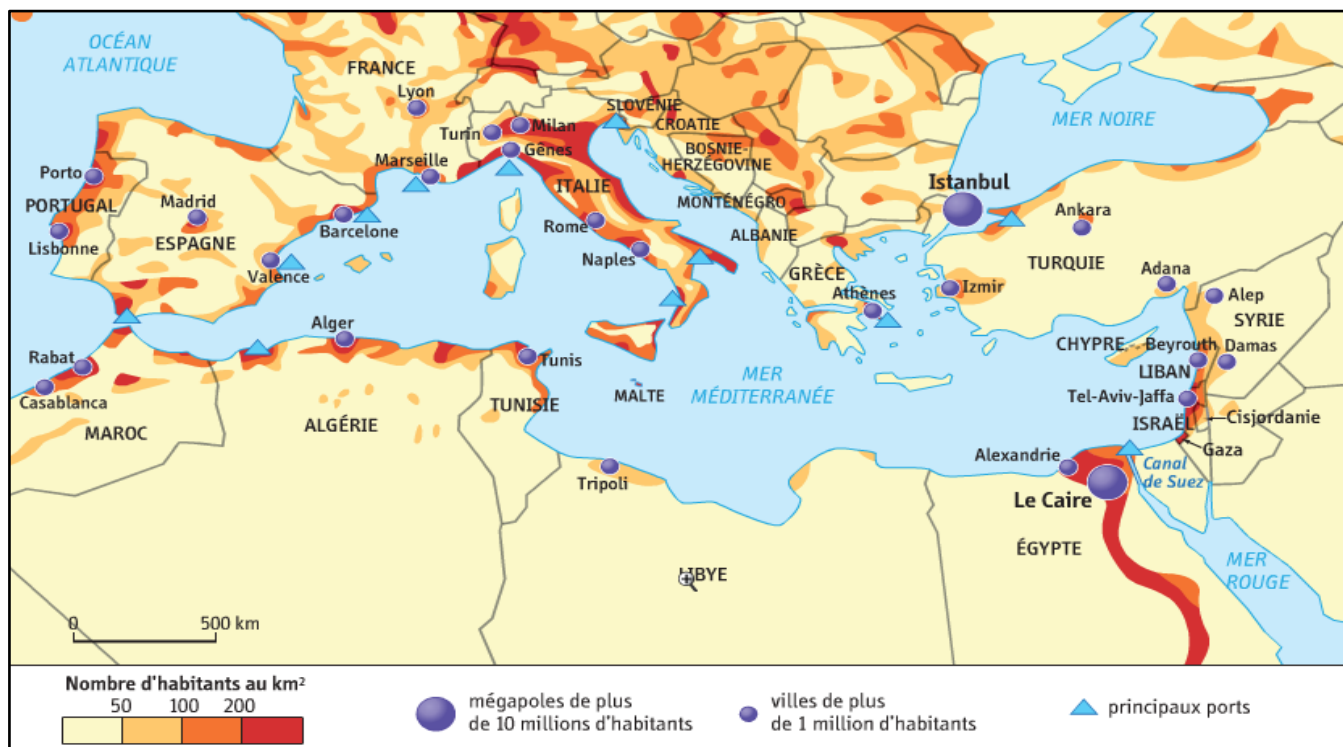 OCÉAN
ATLANTIQUE
FRANCE
Lyon
SLOVÉNIE
CROATIE
Turin
Milan
Gênes
BOSNIE-
HERZÉGOVINE
MER NOIRE
Marseille
ITALIE
Porto
PORTUGAL
Madrid
ESPAGNE
Lisbonne
Barcelone
Valence
Rome
Naples
MONTÉNÉGRO
ALBANIE
GRÈCE
Athènes
Istanbul
Ankara
TURQUIE
Izmir
Adana
Alep
SYRIE
CHYPRE
Beyrouth
Damas
LIBAN
Tel-Aviv-Jaffa
ISRAËL
Cisjordanie
Gaza
Rabat
Casablanca
MAROC
Alger
ALGÉRIE
Tunis
TUNISIE
MALTE
MER
MÉDITERRANÉE
Tripoli
LIBYE
Alexandrie
Le Caire
Canal
de Suez
ÉGYPTE
MER
ROUGE
0 500 km
Nombre d'habitants au km²
50 100 200
mégapoles de plus
de 10 millions d'habitants
villes de plus
de 1 million d'habitants
principaux ports